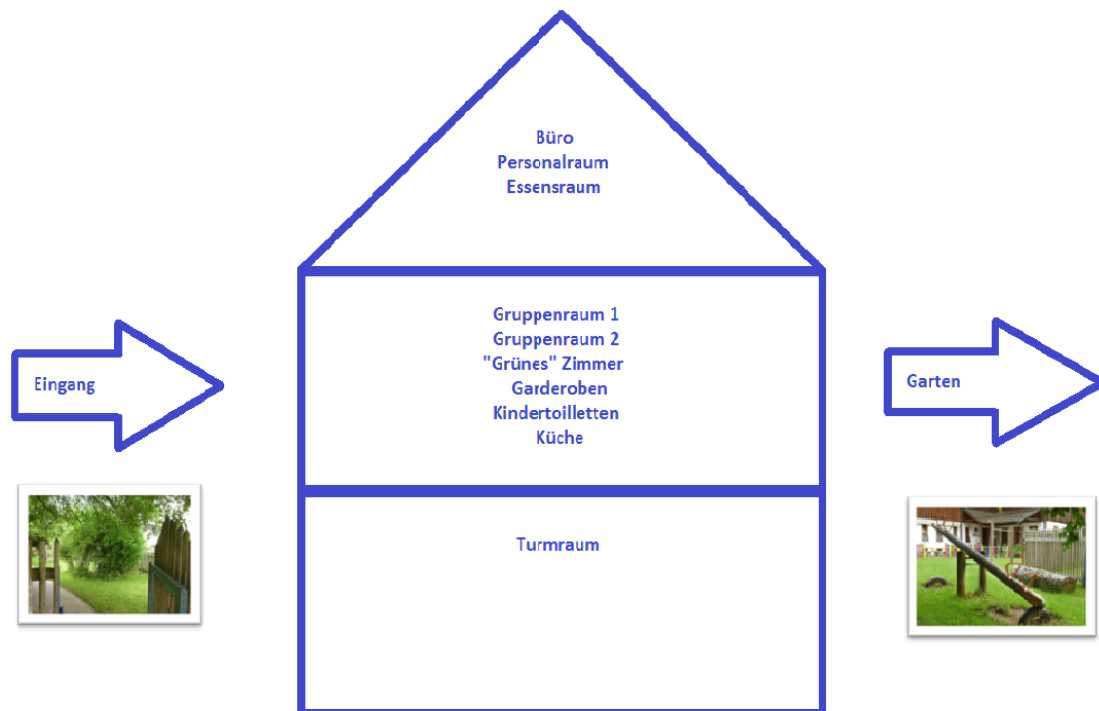 Büro
Personalraum
Essensraum
Gruppenraum 1
Gruppenraum 2
"Grünes" Zimmer
Garderoben
Kindertoilletten
Küche
Eingang
Garten
Turmraum